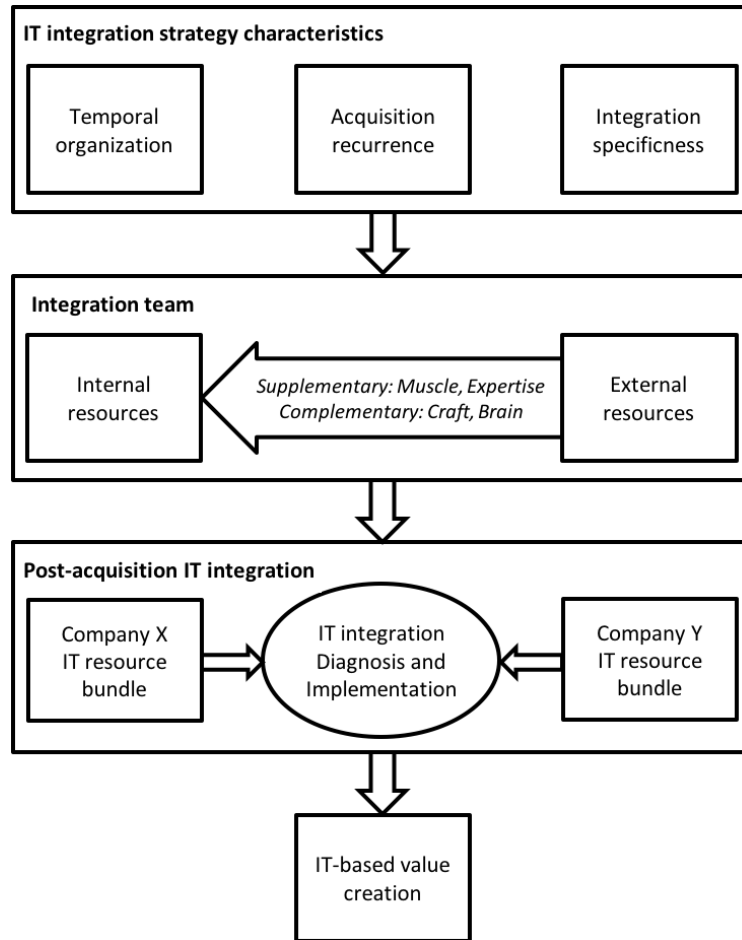 IT integration strategy characteristics
Temporal
organization
Acquisition
recurrence
Integration
specificness
Integration team
Internal
resources
Supplementary: Muscle, Expertise
Complementary: Craft, Brain
External
resources
Post-acquisition IT integration
Company X
IT resource
bundle
IT integration
Diagnosis and
Implementation
Company Y
IT resource
bundle
IT-based value
creation